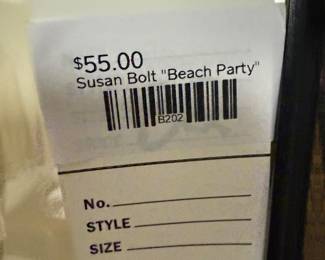 $55.00
Susan Bolt "Beach Party"
B202
No.
STYLE
SIZE